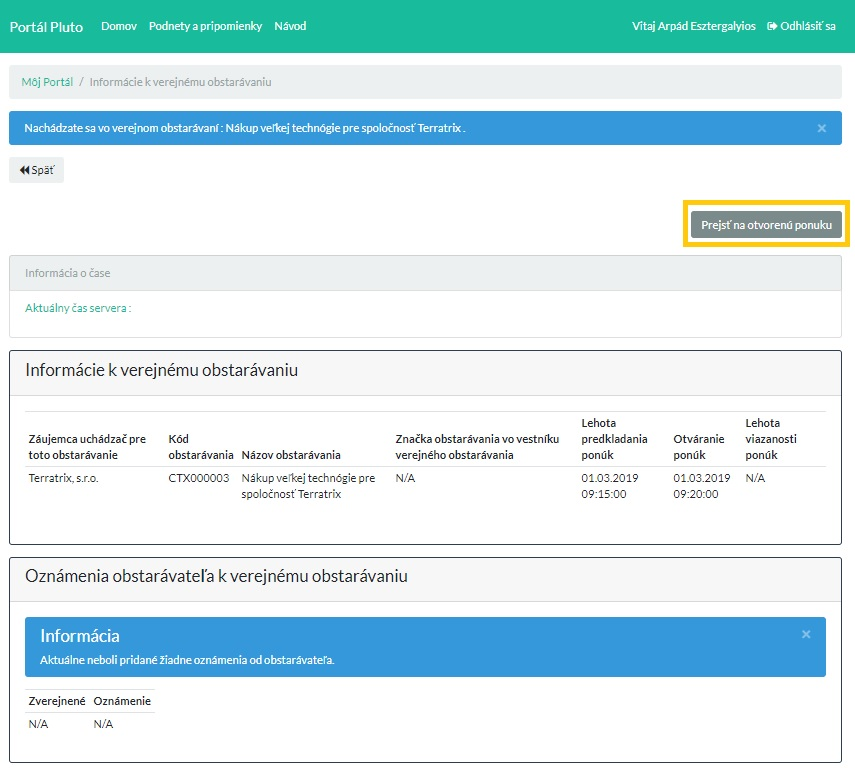 Portál Pluto Domov Podnety a pripomienky Návod Vitaj Arpád Esztergalyios Odhlásiť sa
Môj Portál / Informácie k verejnému obstarávaniu
Nachádzate sa vo verejnom obstarávaní : Nákup veľkej technógie pre spoločnosť Terratrix . ×
Späť
Prejsť na otvorenú ponuku
Informácia o čase
Aktuálny čas servera :
Informácie k verejnému obstarávaniu
Záujemca uchádzač pre toto obstarávanie
Kód obstarávania
Názov obstarávania
Značka obstarávania vo vestníku verejného obstarávania
Lehota predkladania ponúk
Otváranie ponúk
Lehota viazanosti ponúk
Terratrix, s.r.o.
CTX000003
Nákup veľkej technógie pre spoločnosť Terratrix
N/A
01.03.2019 09:15:00
01.03.2019 09:20:00
N/A
Oznámenia obstarávateľa k verejnému obstarávaniu
Informácia ×
Aktuálne neboli pridané žiadne oznámenia od obstarávateľa.
Zverejnené Oznámenie
N/A N/A